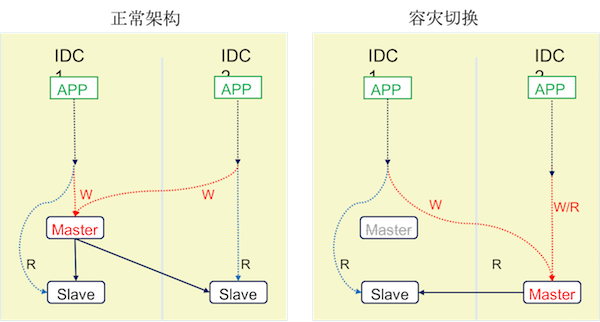 正常架构
容灾切换
IDC
1
IDC
2
APP
APP
W
W
Master
R
R
Slave
Slave
IDC
1
IDC
2
APP
APP
W
W/R
Master
R
R
Slave
Master